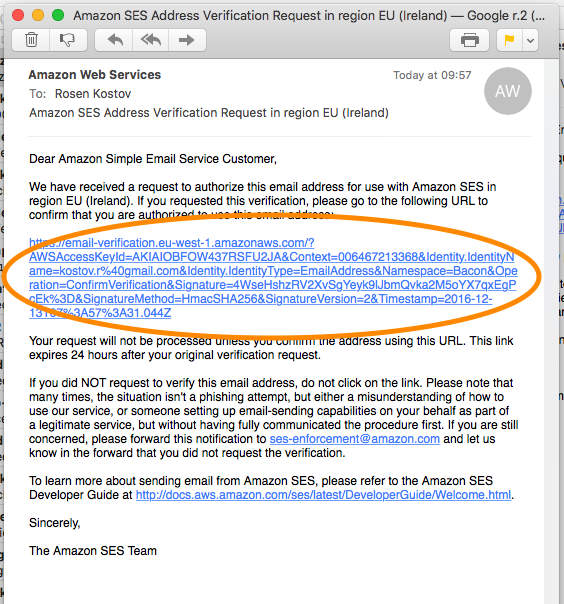 Amazon SES Address Verification Request in region EU (Ireland) — Google r.2 (...
Amazon Web Services
Today at 09:57
AW
To: Rosen Kostov
Amazon SES Address Verification Request in region EU (Ireland)
Dear Amazon Simple Email Service Customer,
We have received a request to authorize this email address for use with Amazon SES in
region EU (Ireland). If you requested this verification, please go to the following URL to
confirm that you are authorized to use this email address:
https://email-verification.eu-west-1.amazonaws.com/?
AWSAccessKeyId=AKIAIOBFOW437RSFU2JA&Context=006467213368&Identity.IdentityN
ame=kostov.r%40gmail.com&Identity.IdentityType=EmailAddress&Namespace=Bacon&Ope
ration=ConfirmVerification&Signature=4WseHshzRV2XvSgYeyk9lJbmQvka2M5oYX7qxEgP
cEk%3D&SignatureMethod=HmacSHA256&SignatureVersion=2&Timestamp=2016-12-
13T07%3A57%3A31.044Z
Your request will not be processed unless you confirm the address using this URL. This link
expires 24 hours after your original verification request.
If you did NOT request to verify this email address, do not click on the link. Please note that
many times, the situation isn't a phishing attempt, but either a misunderstanding of how to
use our service, or someone setting up email-sending capabilities on your behalf as part of
a legitimate service, but without having fully communicated the procedure first. If you are still
concerned, please forward this notification to ses-enforcement@amazon.com and let us
know in the forward that you did not request the verification.
To learn more about sending email from Amazon SES, please refer to the Amazon SES
Developer Guide at http://docs.aws.amazon.com/ses/latest/DeveloperGuide/Welcome.html.
Sincerely,
The Amazon SES Team